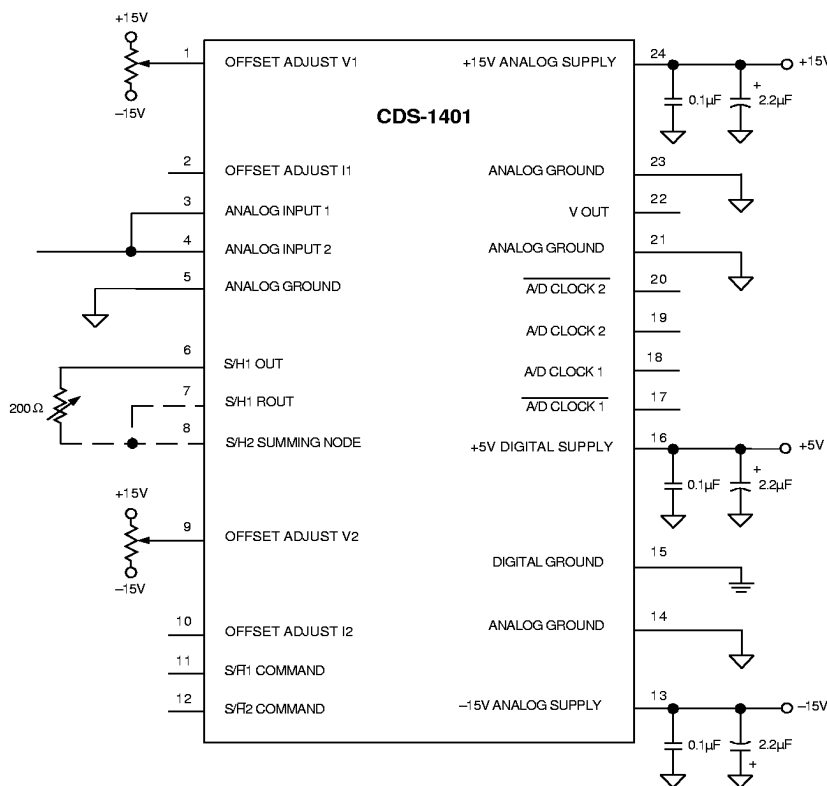 +15V
–15V
1
OFFSET ADJUST V1
2
OFFSET ADJUST I1
3
ANALOG INPUT 1
4
ANALOG INPUT 2
5
ANALOG GROUND
6
S/H1 OUT
200 Ω
7
S/H1 ROUT
8
S/H2 SUMMING NODE
+15V
–15V
9
OFFSET ADJUST V2
10
OFFSET ADJUST I2
11
S/H̅1 COMMAND
12
S/H̅2 COMMAND
CDS-1401
+15V ANALOG SUPPLY
24
+15V
0.1µF
+
2.2µF
ANALOG GROUND
23
V OUT
22
ANALOG GROUND
21
A/D CLOCK 2
20
A/D CLOCK 2
19
A/D CLOCK 1
18
A/D CLOCK 1
17
+5V DIGITAL SUPPLY
16
+5V
0.1µF
+
2.2µF
DIGITAL GROUND
15
ANALOG GROUND
14
–15V ANALOG SUPPLY
13
–15V
0.1µF
2.2µF
+